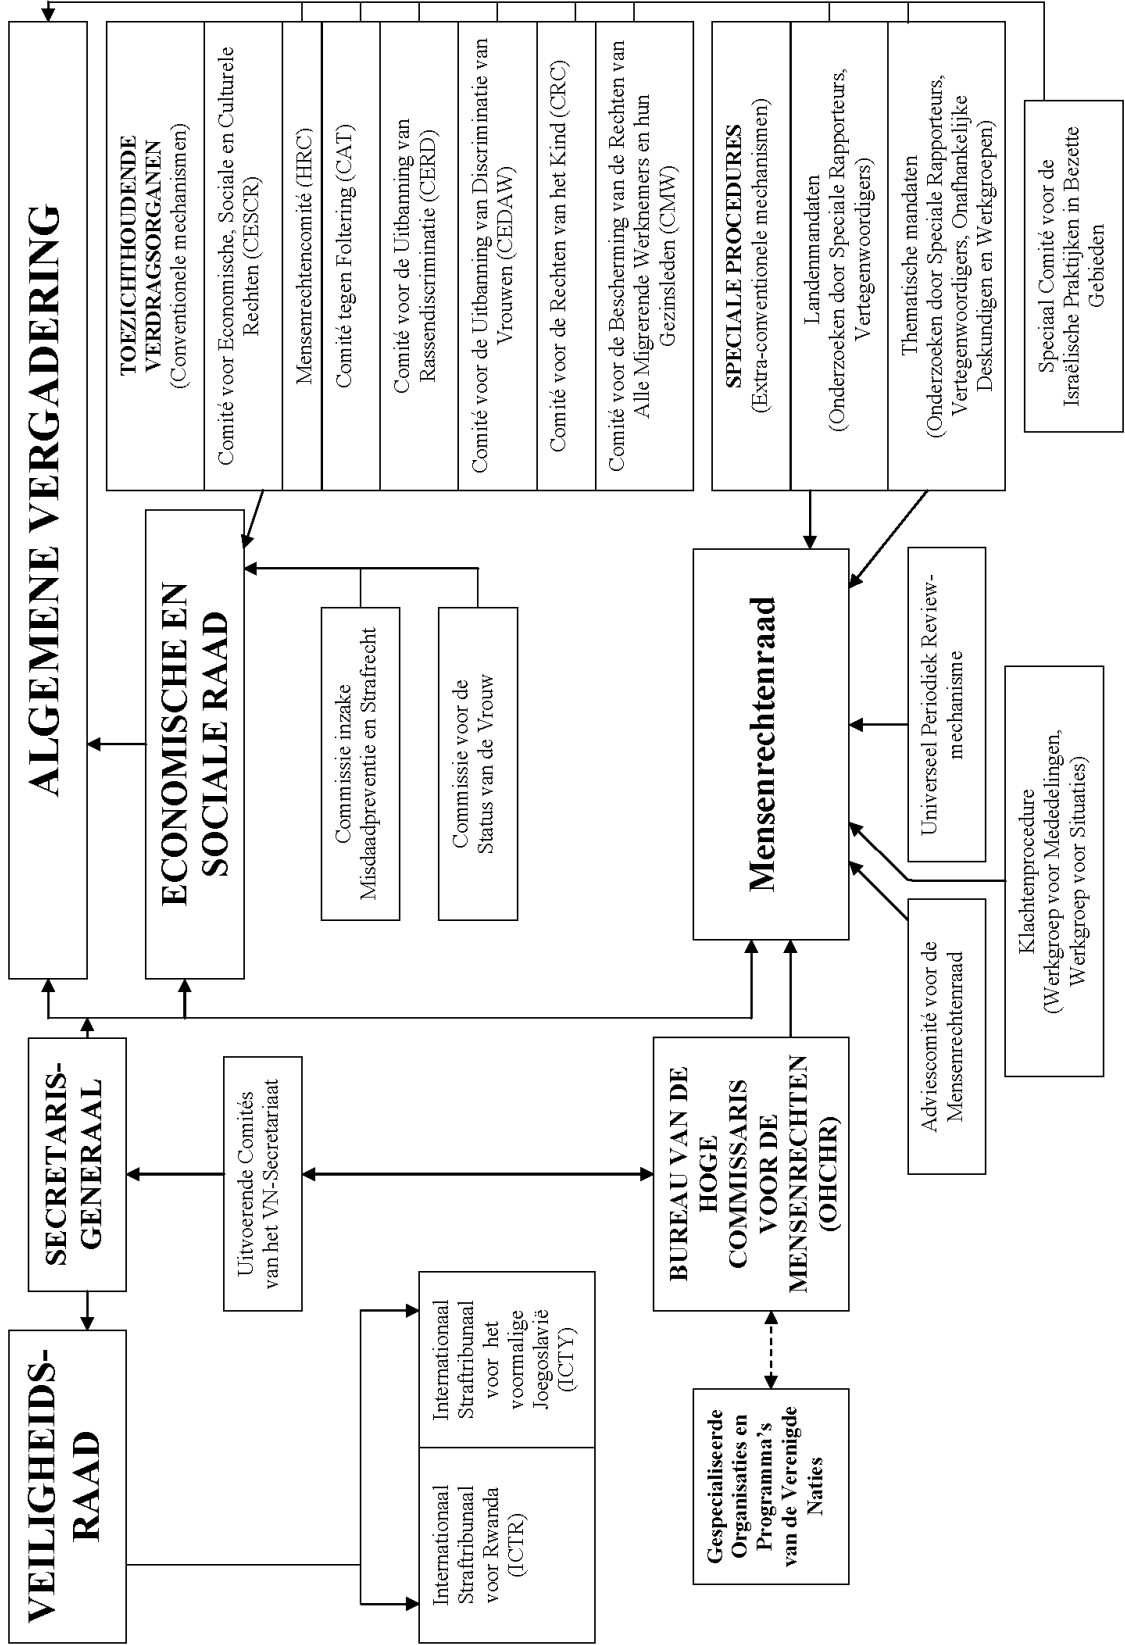 VEILIGHEIDS-
RAAD
SECRETARIS-
GENERAAL
ALGEMENE VERGADERING
Uitvoerende Comités
van het VN-Secretariaat
ECONOMISCHE EN
SOCIALE RAAD
TOEZICHTHOUDENDE
VERDRAGSORGANEN
(Conventionele mechanismen)
Comité voor Economische, Sociale en Culturele
Rechten (CESCR)
Mensenrechtencomité (HRC)
Comité tegen Foltering (CAT)
Comité voor de Uitbanning van
Rassendiscriminatie (CERD)
Comité voor de Uitbanning van Discriminatie van
Vrouwen (CEDAW)
Comité voor de Rechten van het Kind (CRC)
Comité voor de Bescherming van de Rechten van
Alle Migrerende Werknemers en hun
Gezinsleden (CMW)
Commissie inzake
Misdaadpreventie en Strafrecht
Commissie voor de
Status van de Vrouw
Internationaal
Straftribunaal
voor Rwanda
(ICTR)
Internationaal
Straftribunaal
voor het
voormalige
Joegoslavië
(ICTY)
Gespecialiseerde
Organisaties en
Programma's
van de Verenigde
Naties
BUREAU VAN DE
HOGE
COMMISSARIS
VOOR DE
MENSENRECHTEN
(OHCHR)
Mensenrechtenraad
SPECIALE PROCEDURES
(Extra-conventionele mechanismen)
Landenmandaten
(Onderzoeken door Speciale Rapporteurs,
Vertegenwoordigers)
Thematische mandaten
(Onderzoeken door Speciale Rapporteurs,
Vertegenwoordigers, Onafhankelijke
Deskundigen en Werkgroepen)
Adviescomité voor de
Mensenrechtenraad
Universeel Periodiek Review-
mechanisme
Klachtenprocedure
(Werkgroep voor Mededelingen,
Werkgroep voor Situaties)
Speciaal Comité voor de
Israëlische Praktijken in Bezette
Gebieden